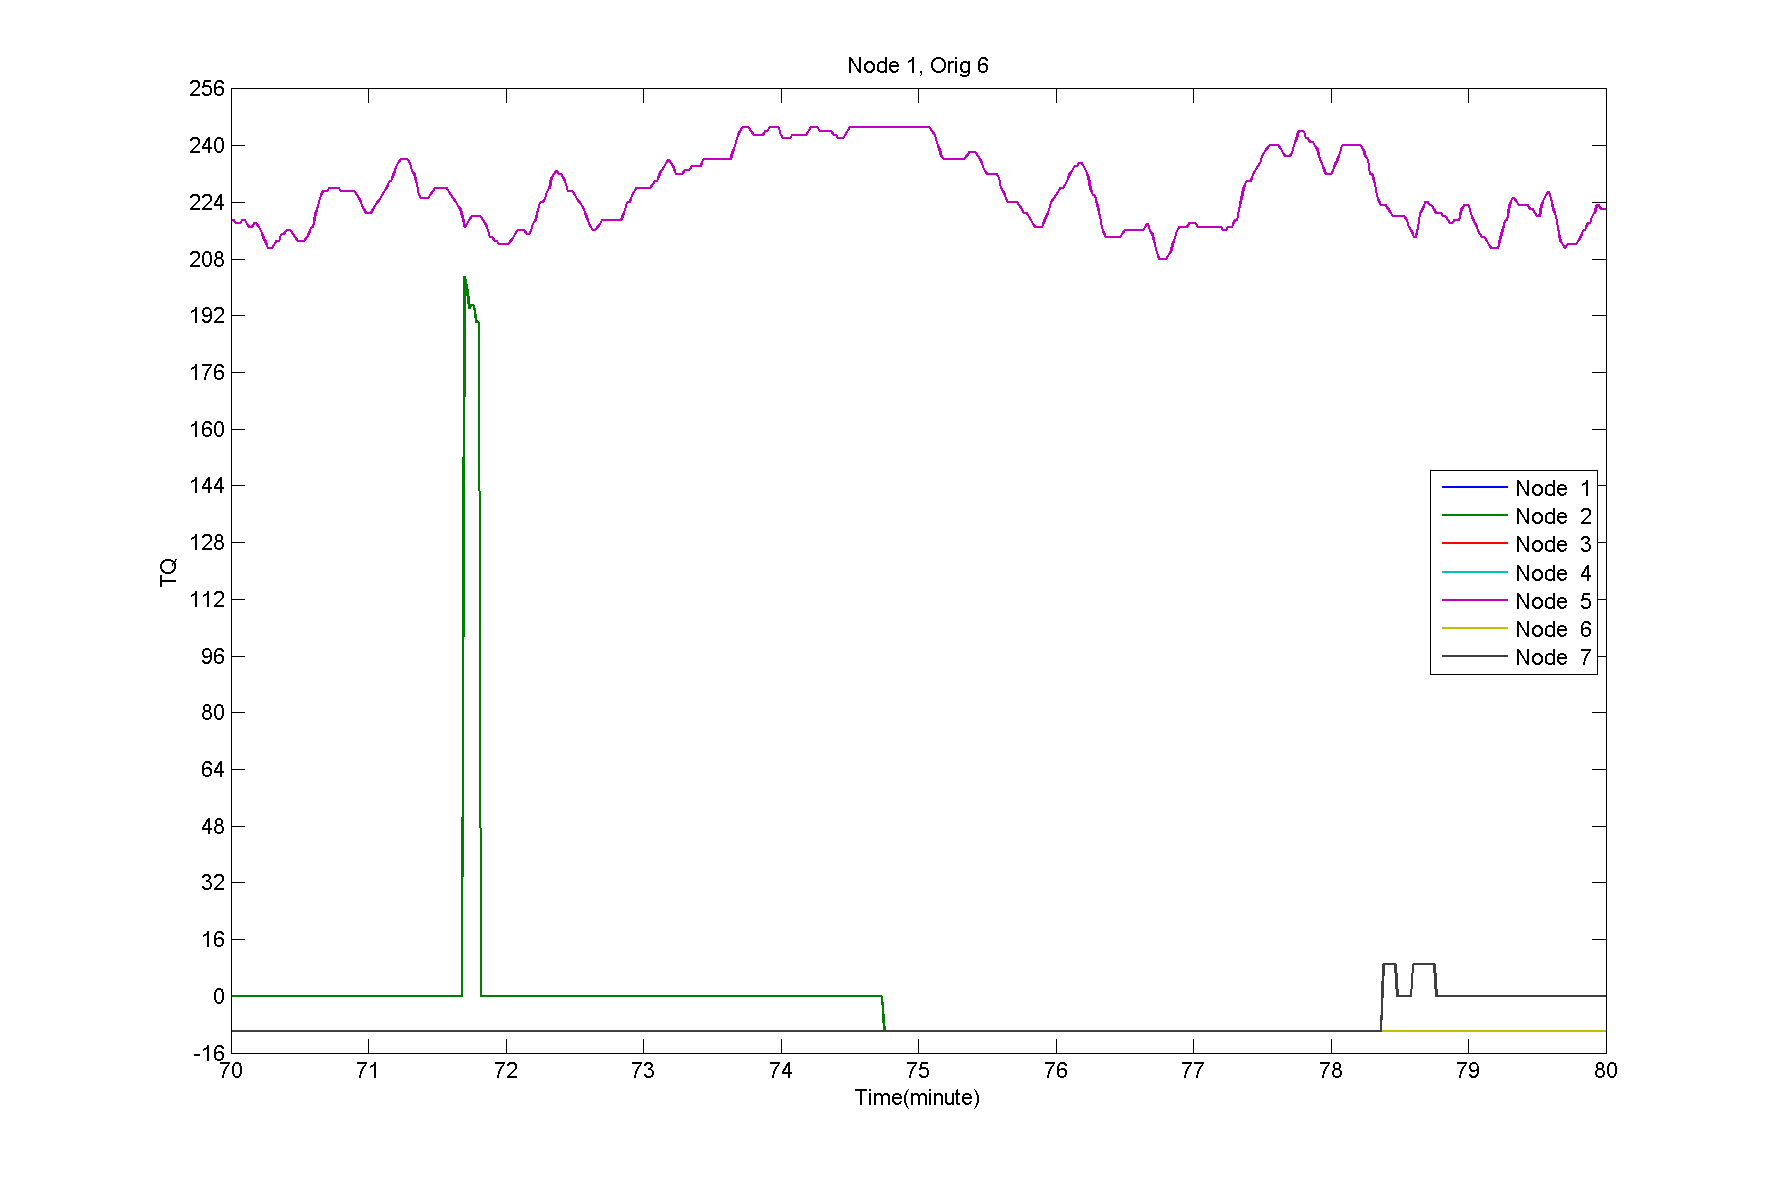 Node 1, Orig 6
256
240
224
208
192
176
160
144
128
112
96
80
64
48
32
16
0
-16
TQ
Node 1
Node 2
Node 3
Node 4
Node 5
Node 6
Node 7
70 71 72 73 74 75 76 77 78 79 80
Time(minute)